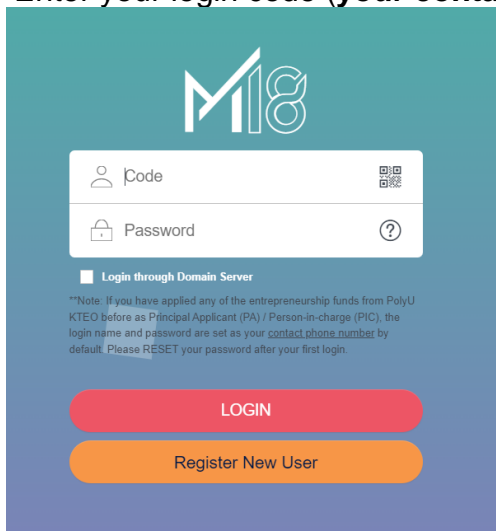 Enter your login code (your conta
M18
Code
Password
Login through Domain Server
**Note: If you have applied any of the entrepreneurship funds from PolyU
KTEO before as Principal Applicant (PA) / Person-in-charge (PIC), the
login name and password are set as your contact phone number by
default. Please RESET your password after your first login.
LOGIN
Register New User